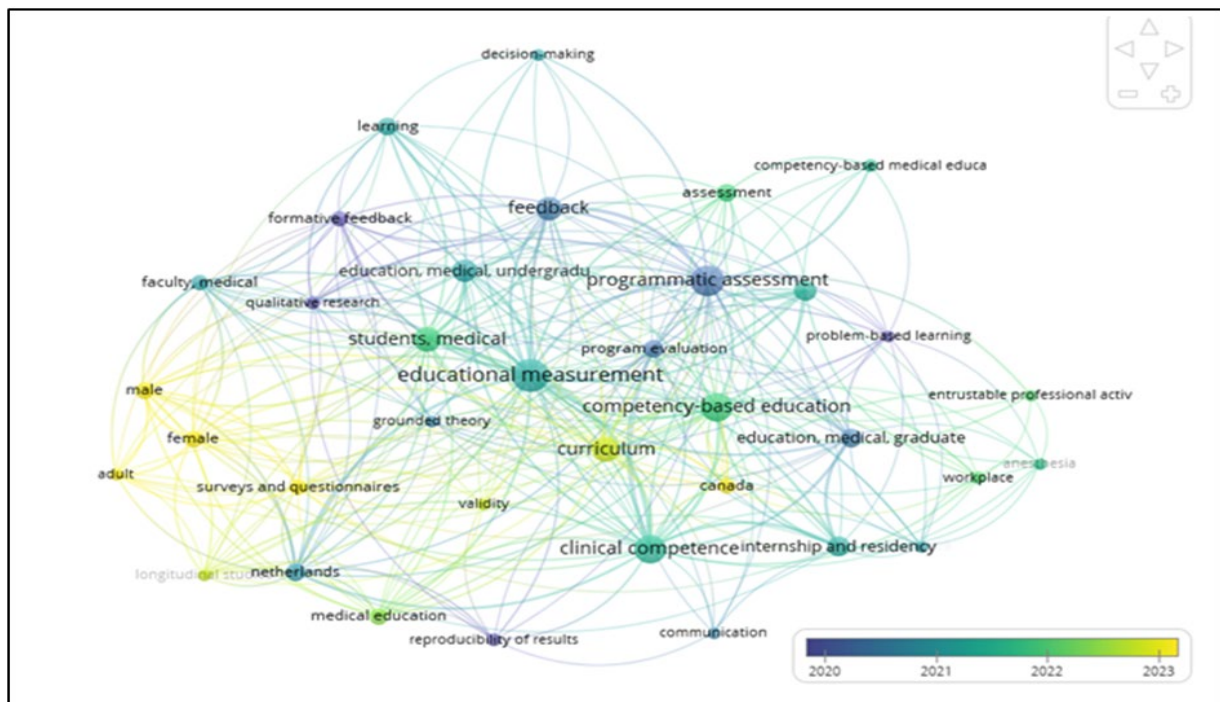 decision-making
learning
competency-based medical educa
assessment
feedback
formative feedback
education, medical, undergradu
programmatic assessment
faculty, medical
qualitative research
students, medical
program evaluation
problem-based learning
educational measurement
male
entrustable professional activ
competency-based education
grounded theory
female
education, medical, graduate
curriculum
anesthesia
adult
surveys and questionnaires
canada
workplace
validity
clinical competence
internship and residency
longitudinal stud
netherlands
medical education
reproducibility of results
communication
2020 2021 2022 2023